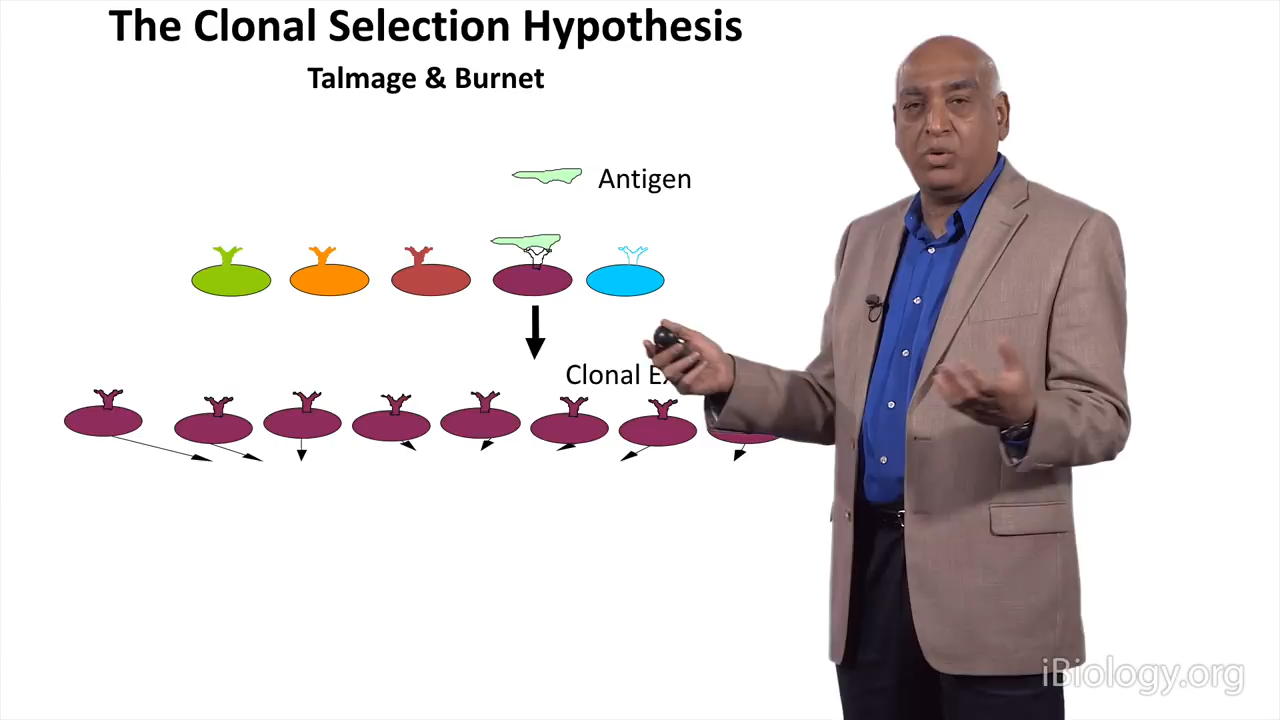 The Clonal Selection Hypothesis
Talmage & Burnet
Antigen
Clonal
iBiology.org